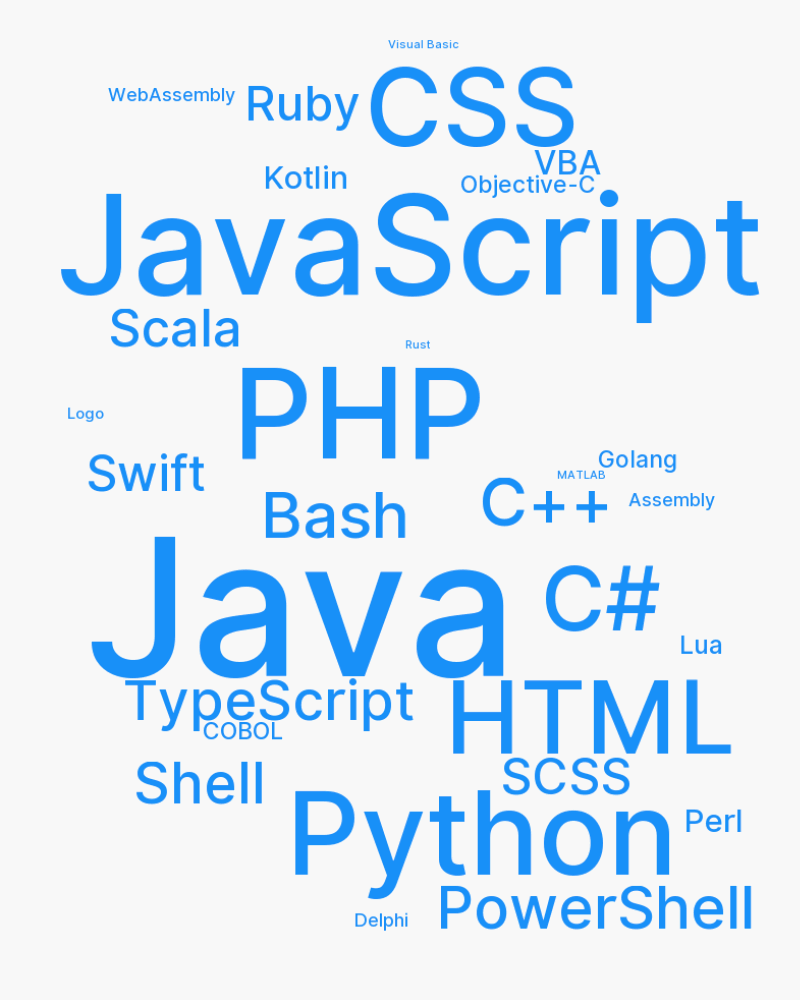 Visual Basic
WebAssembly
Ruby
CSS
VBA
Kotlin
Objective-C
JavaScript
Scala
Rust
PHP
Logo
Golang
Swift
MATLAB
C++
Assembly
Bash
Java
C#
Lua
TypeScript
HTML
COBOL
SCSS
Shell
Python
Perl
PowerShell
Delphi